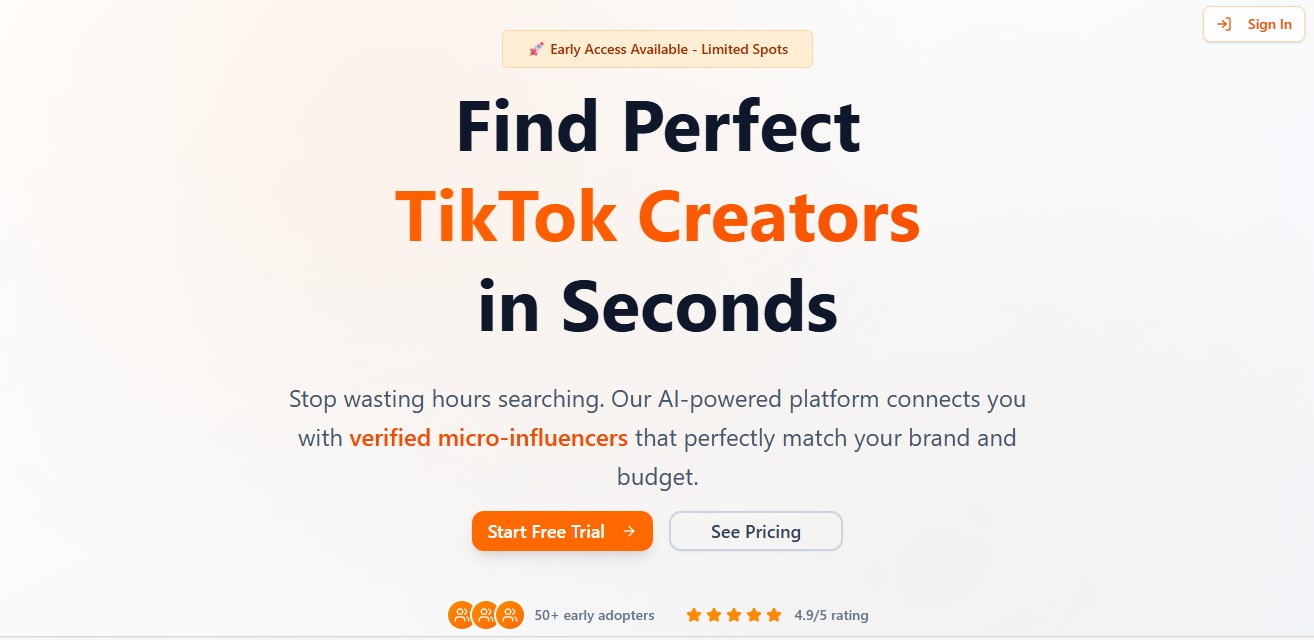 Sign In
🚀 Early Access Available - Limited Spots
Find Perfect
TikTok Creators
in Seconds
Stop wasting hours searching. Our AI-powered platform connects you
with verified micro-influencers that perfectly match your brand and
budget.
Start Free Trial →
See Pricing
50+ early adopters
4.9/5 rating